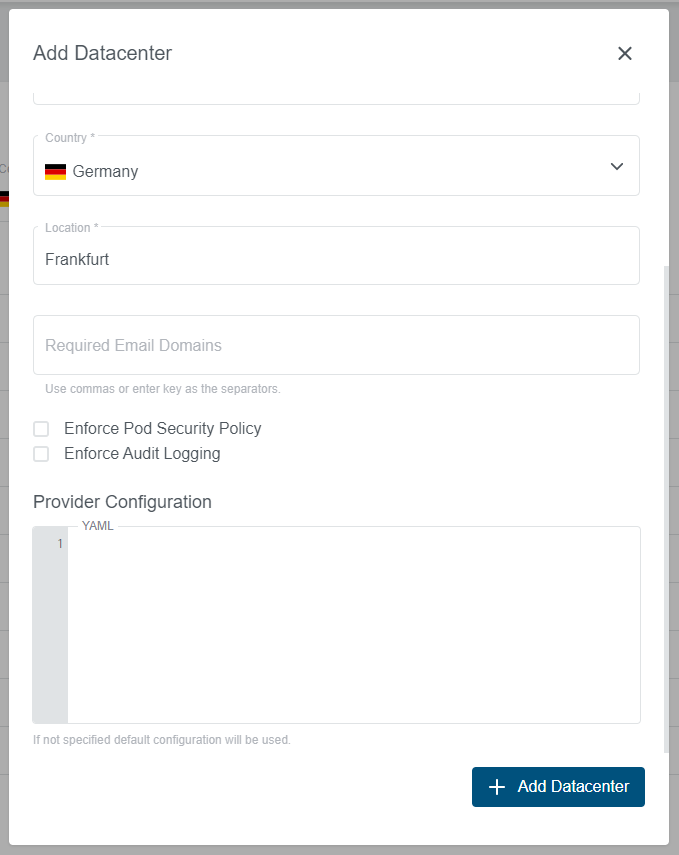 Add Datacenter
Country *
Germany
Location *
Frankfurt
Required Email Domains
Use commas or enter key as the separators.
Enforce Pod Security Policy
Enforce Audit Logging
Provider Configuration
YAML
1
If not specified default configuration will be used.
Add Datacenter